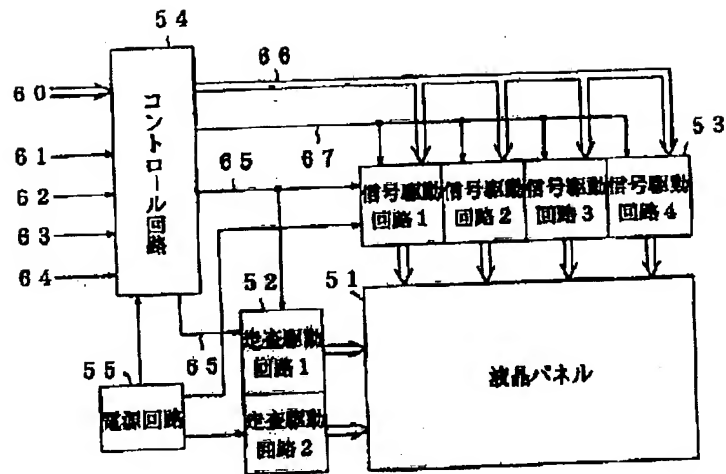 54
66
60
コントロール回路
53
61
67
65
62
信号駆動回路1
信号駆動回路2
信号駆動回路3
信号駆動回路4
63
64
52
51
走査駆動回路1
65
液晶パネル
55
電源回路
走査駆動回路2